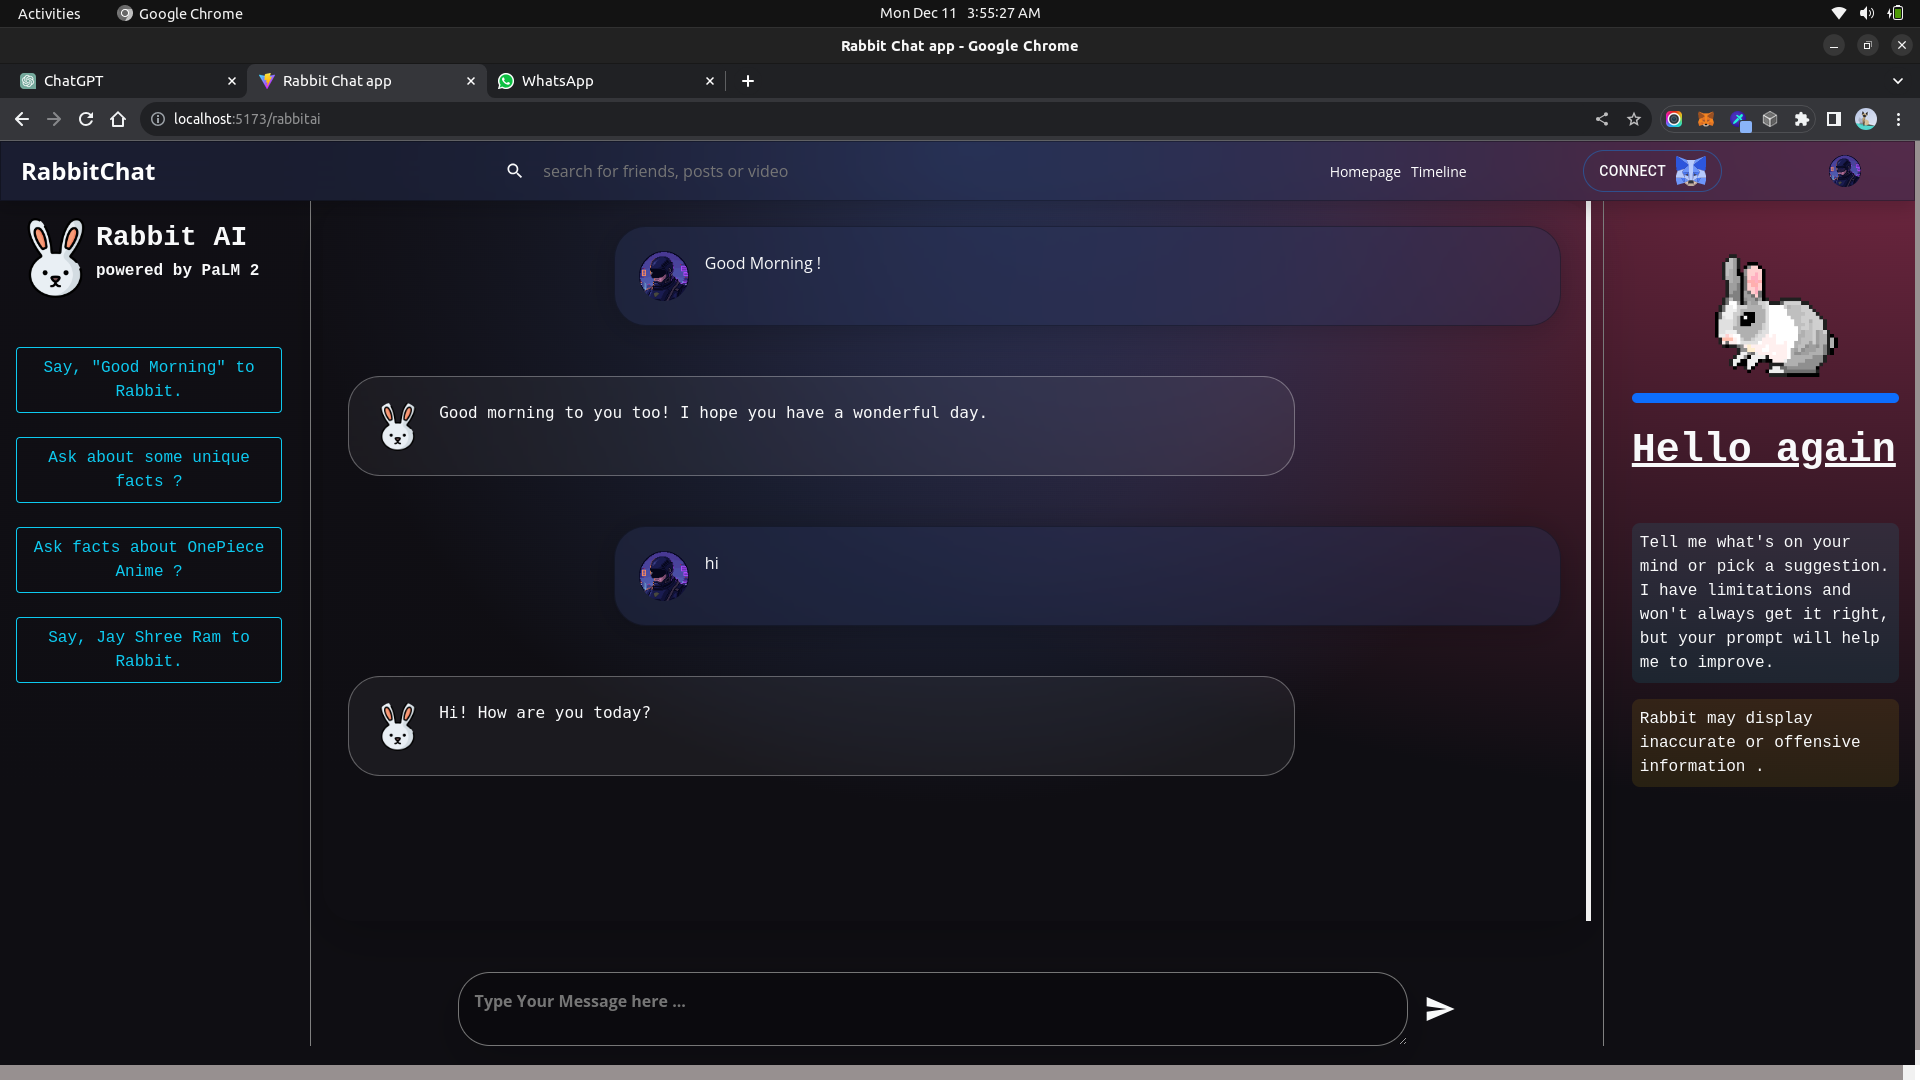 Activities Google Chrome Mon Dec 11 3:55:27 AM
Rabbit Chat app - Google Chrome
ChatGPT Rabbit Chat app WhatsApp
localhost:5173/rabbitai
RabbitChat search for friends, posts or video Homepage Timeline CONNECT
Rabbit AI
powered by PaLM 2
Say, "Good Morning" to
Rabbit.
Ask about some unique
facts ?
Ask facts about OnePiece
Anime ?
Say, Jay Shree Ram to
Rabbit.
Good Morning !
Good morning to you too! I hope you have a wonderful day.
hi
Hi! How are you today?
Type Your Message here ...
Hello again
Tell me what's on your
mind or pick a suggestion.
I have limitations and
won't always get it right,
but your prompt will help
me to improve.
Rabbit may display
inaccurate or offensive
information .